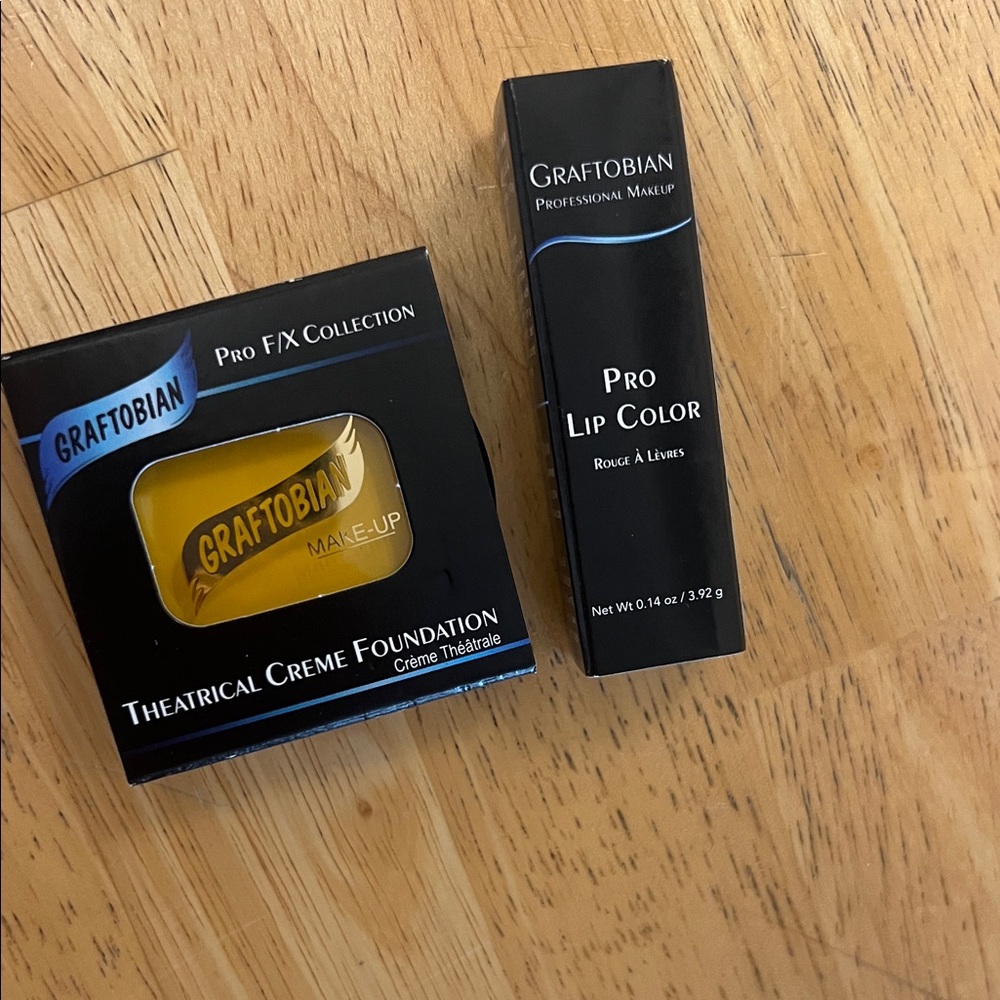 PRO F/X COLLECTION
GRAFTOBIAN
GRAFTOBIAN
MAKE-UP
THEATRICAL CREME FOUNDATION
Crème Théâtrale
GRAFTOBIAN
PROFESSIONAL MAKEUP
PRO
LIP COLOR
ROUGE À LÈVRES
Net Wt 0.14 oz / 3.92 g